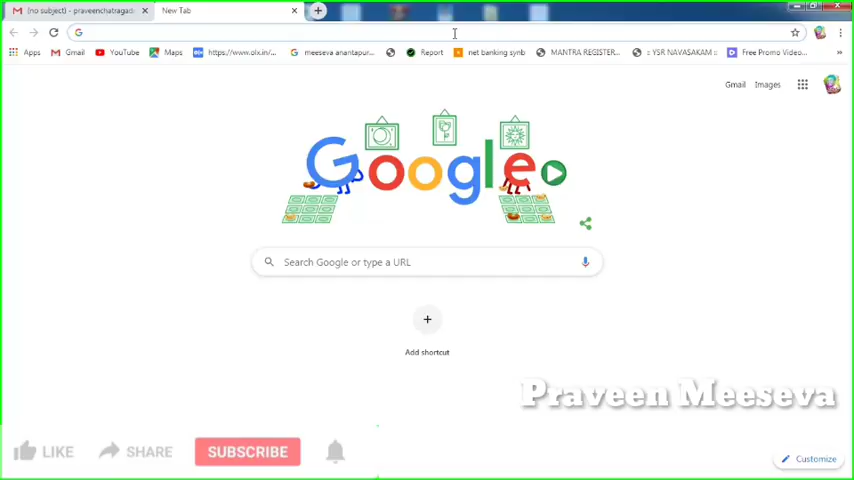 (no subject) - praveenchatragad
New Tab
Apps
Gmail
YouTube
Maps
https://www.olx.in/...
meeseva anantapur...
Report
net banking synb
MANTRA REGISTER...
:: YSR NAVASAKAM ::
Free Promo Video...
Gmail
Images
Google
Search Google or type a URL
Add shortcut
Praveen Meeseva
LIKE
SHARE
SUBSCRIBE
Customize